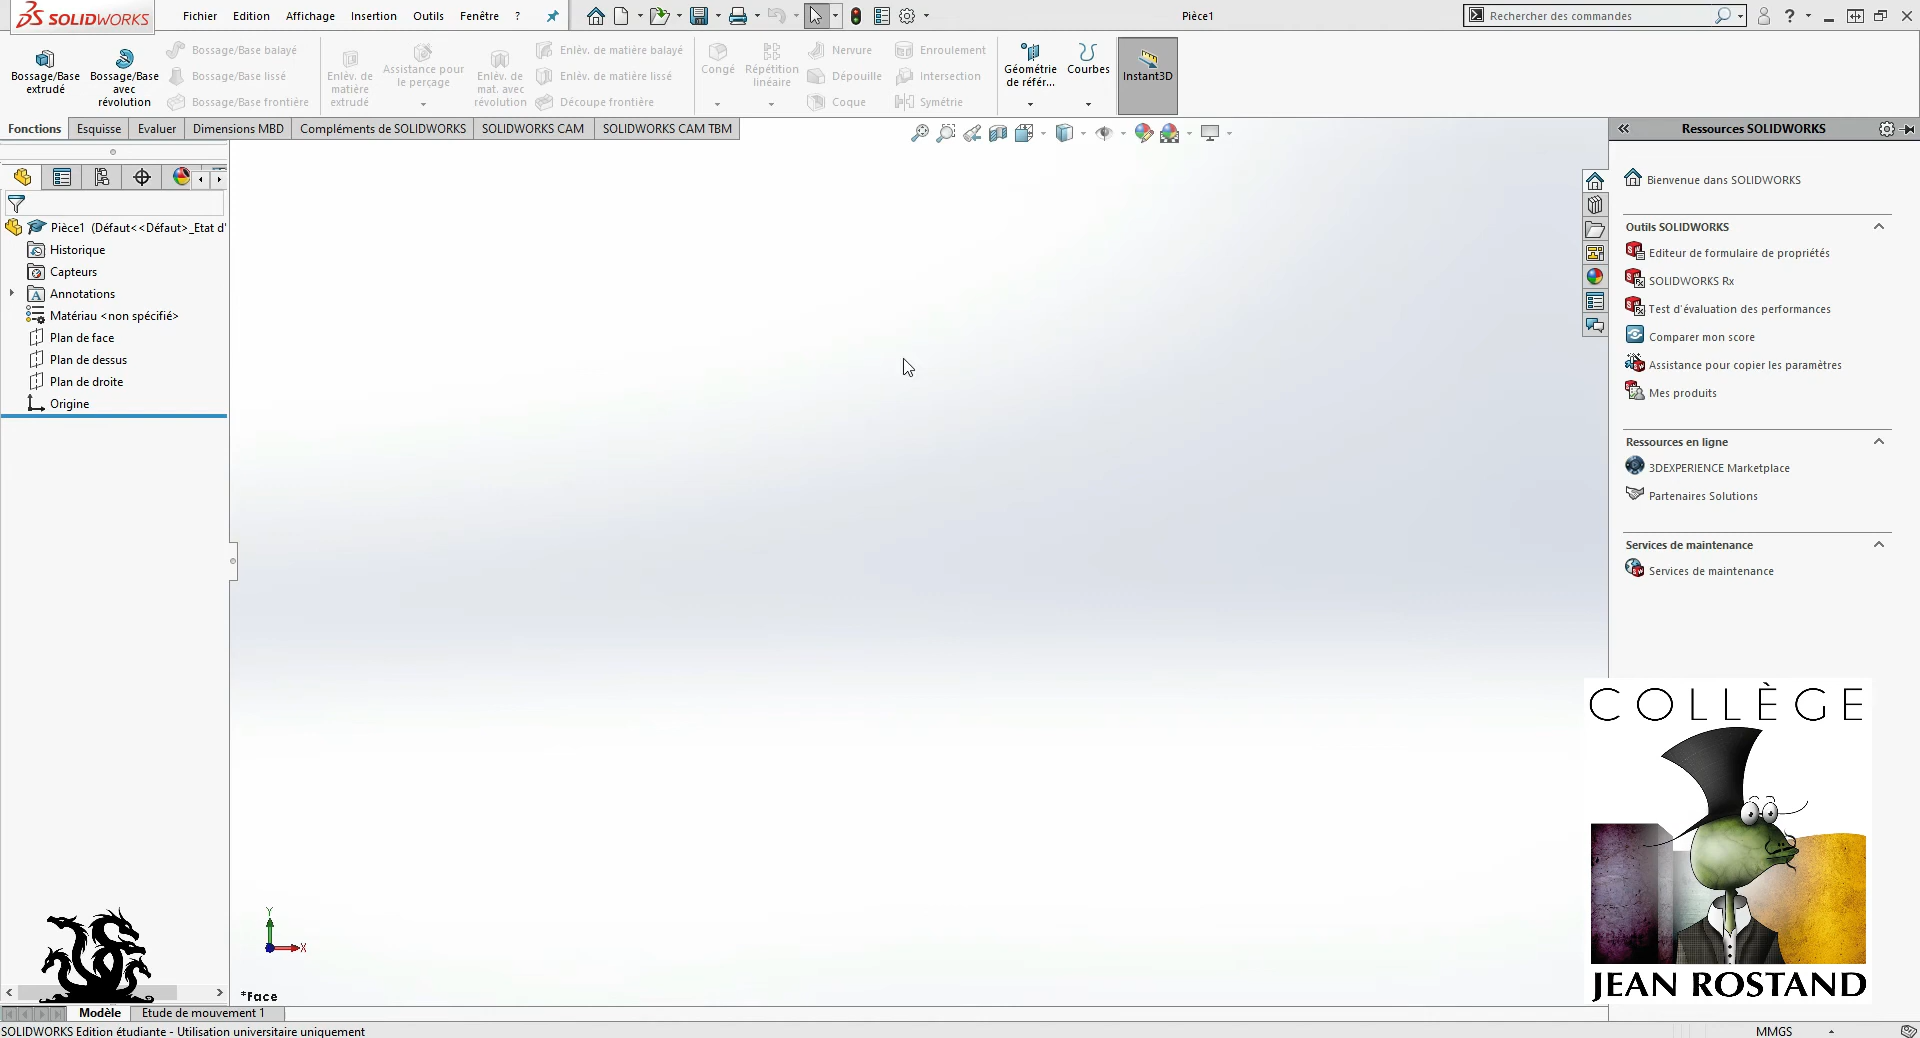 SOLIDWORKS
Fichier Edition Affichage Insertion Outils Fenêtre ?
Pièce1
Rechercher des commandes
Bossage/Base extrudé
Bossage/Base avec révolution
Bossage/Base balayé
Bossage/Base lissé
Bossage/Base frontière
Enlèv. de matière extrudé
Assistance pour le perçage
Enlèv. de mat. avec révolution
Enlèv. de matière balayé
Enlèv. de matière lissé
Découpe frontière
Congé
Répétition linéaire
Nervure
Dépouille
Coque
Enroulement
Intersection
Symétrie
Géométrie de référ...
Courbes
Instant3D
Fonctions Esquisse Evaluer Dimensions MBD Compléments de SOLIDWORKS SOLIDWORKS CAM SOLIDWORKS CAM TBM
Pièce1 (Défaut<<Défaut>_Etat d'
Historique
Capteurs
Annotations
Matériau <non spécifié>
Plan de face
Plan de dessus
Plan de droite
Origine
Y
X
*Face
Ressources SOLIDWORKS
Bienvenue dans SOLIDWORKS
Outils SOLIDWORKS
Editeur de formulaire de propriétés
SOLIDWORKS Rx
Test d'évaluation des performances
Comparer mon score
Assistance pour copier les paramètres
Mes produits
Ressources en ligne
3DEXPERIENCE Marketplace
Partenaires Solutions
Services de maintenance
Services de maintenance
COLLÈGE
JEAN ROSTAND
Modèle Etude de mouvement 1
SOLIDWORKS Edition étudiante - Utilisation universitaire uniquement
MMGS